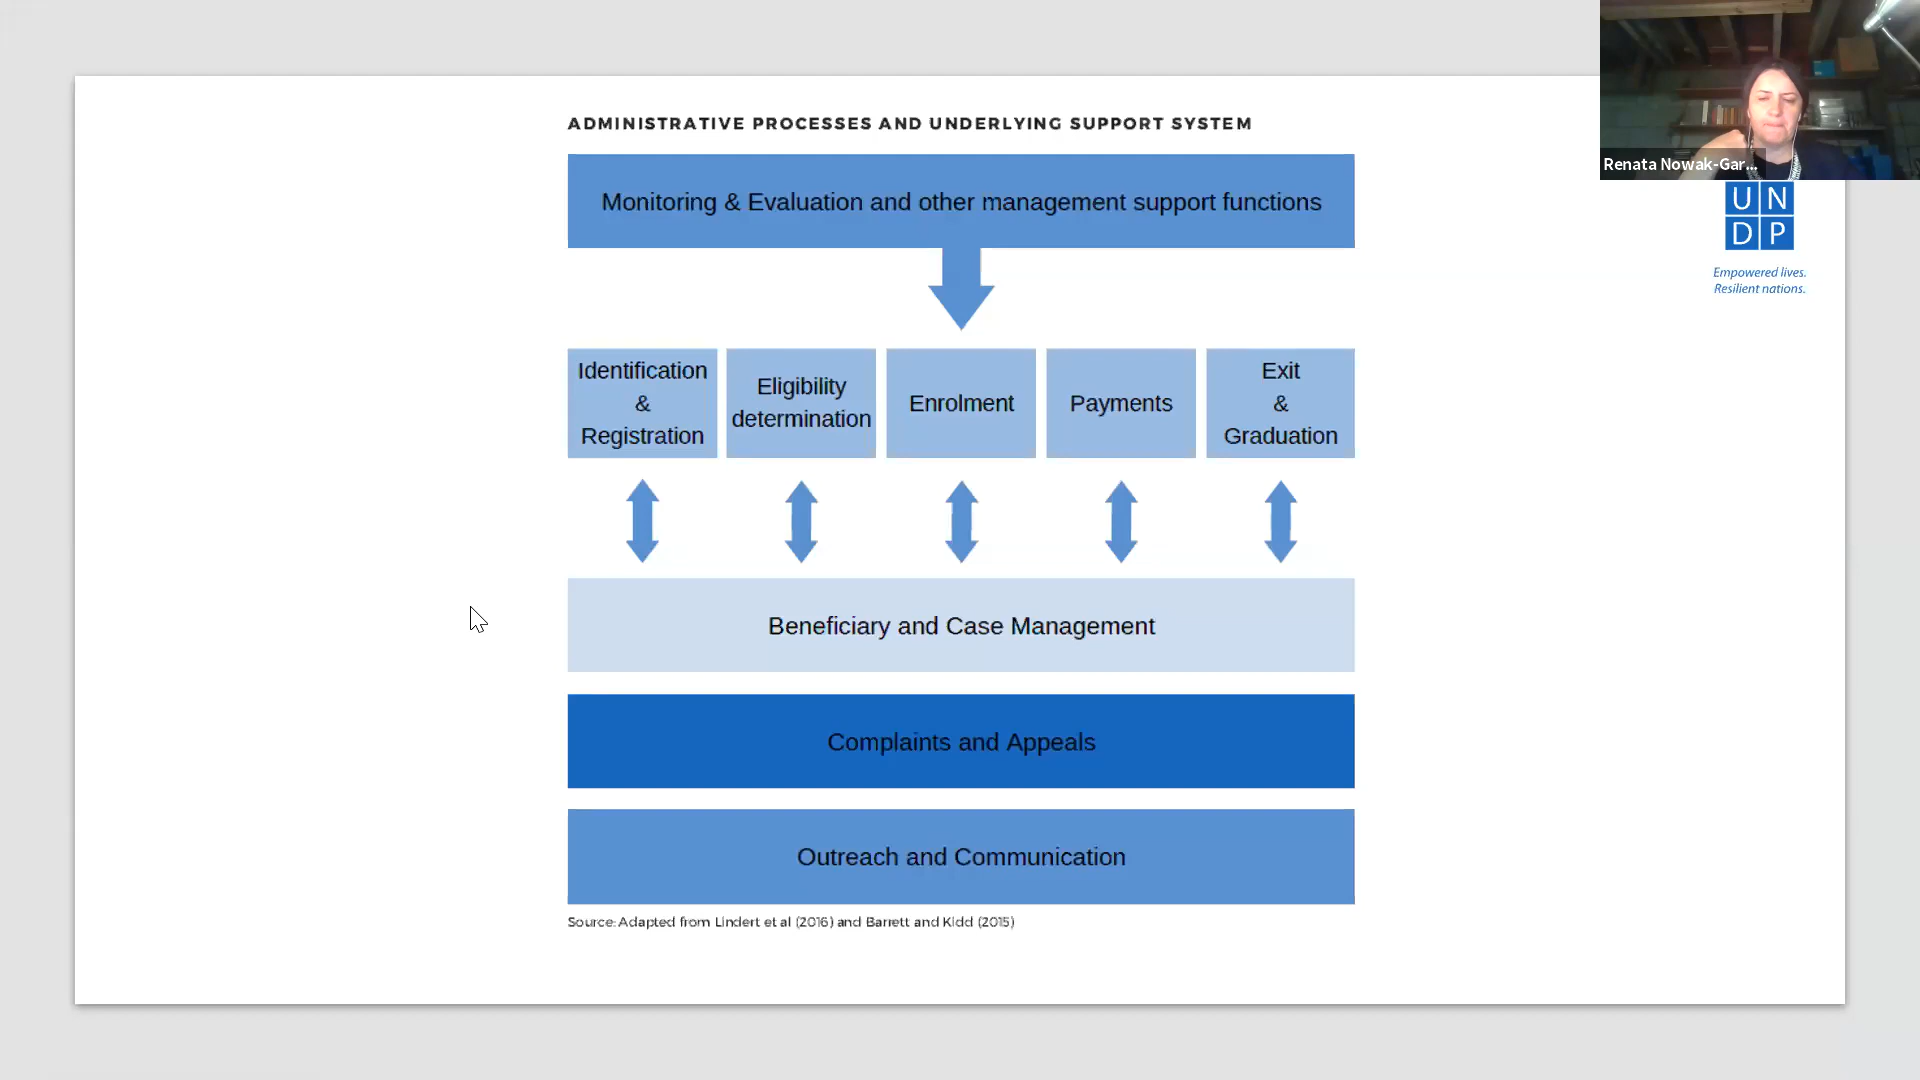 ADMINISTRATIVE PROCESSES AND UNDERLYING SUPPORT SYSTEM
Monitoring & Evaluation and other management support functions
Identification
&
Registration
Eligibility
determination
Enrolment
Payments
Exit
&
Graduation
Beneficiary and Case Management
Complaints and Appeals
Outreach and Communication
Source: Adapted from Lindert et al (2016) and Barrett and Kidd (2015)
Renata Nowak-Gar...
U N
D P
Empowered lives.
Resilient nations.